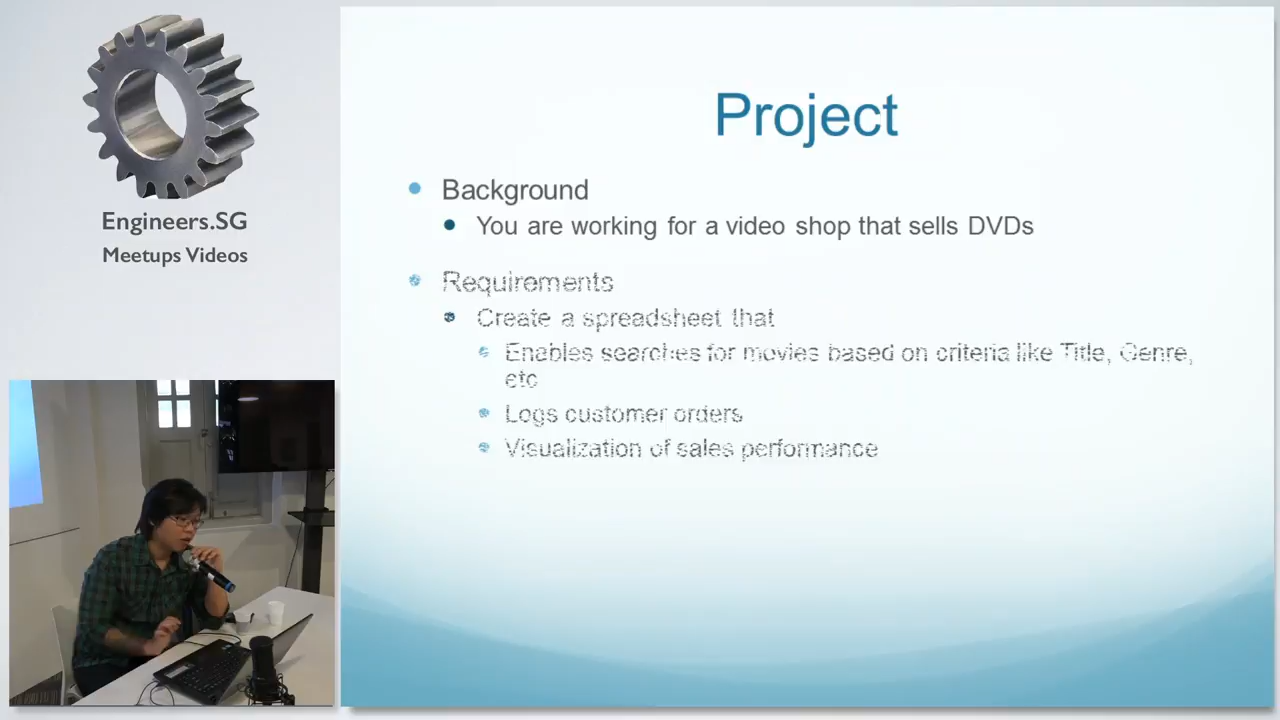 Engineers.SG
Meetups Videos
Project
Background
You are working for a video shop that sells DVDs
Requirements
Create a spreadsheet that
Enables searches for movies based on criteria like Title, Genre,
etc
Logs customer orders
Visualization of sales performance